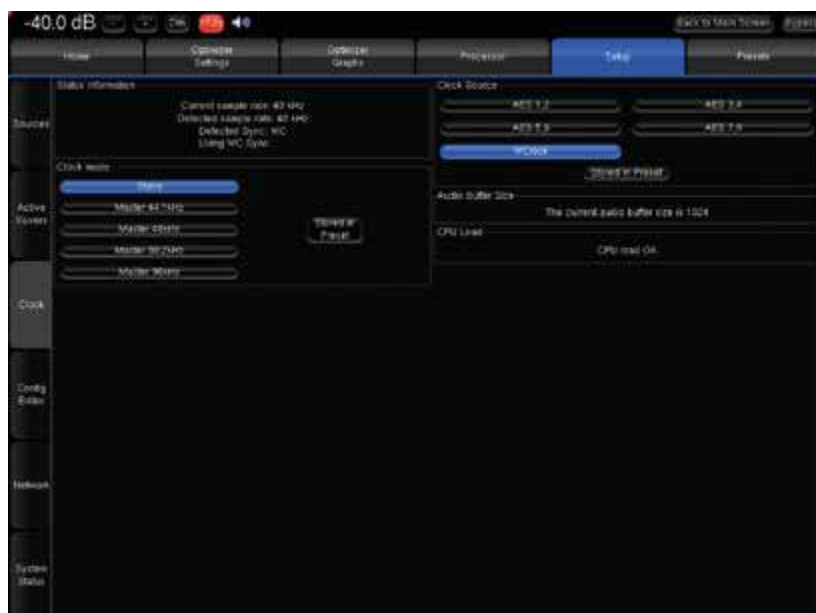 -40.0 dB
Dim
Back to Main Screen
Bypass
Home
Optimizer
Settings
Optimizer
Graphs
Processor
Setup
Presets
Sources
Active
Clock
Config
Network
System
Status
Status Information
Current sample rate: 48 kHz
Detected sample rate: 48 kHz
Detected Sync: WC
Using WC Sync
Clock mode
Slave
Master 44.1kHz
Master 48kHz
Master 88.2kHz
Master 96kHz
Stored in
Preset
Clock Source
AES 1,2
AES 3,4
AES 5,6
AES 7,8
WClock
Stored in Preset
Audio Buffer Size
The current audio buffer size is 1024
CPU Load
CPU load OK